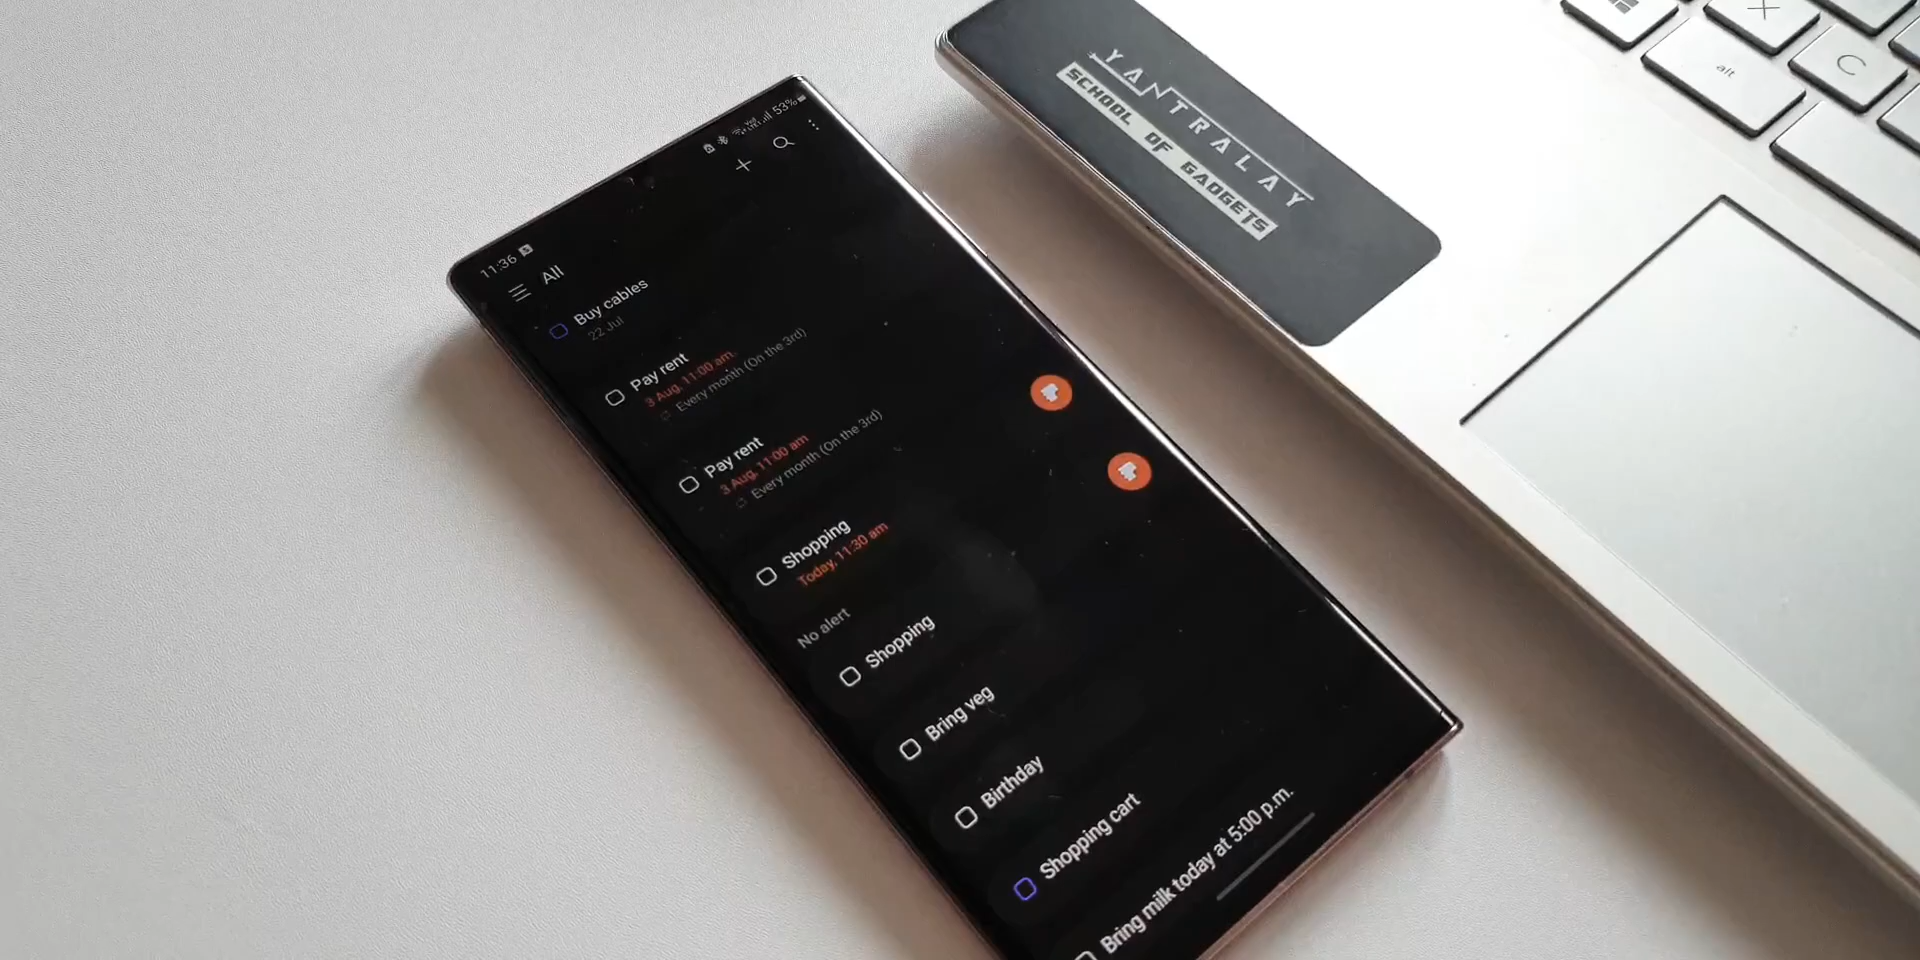 11:36
53%
All
Buy cables
22 Jul
Pay rent
3 Aug, 11:00 am
Every month (On the 3rd)
Pay rent
3 Aug, 11:00 am
Every month (On the 3rd)
Shopping
Today, 11:30 am
No alert
Shopping
Bring veg
Birthday
Shopping cart
Bring milk today at 5:00 p.m.
YANTRALAY
SCHOOL OF GADGETS
X
alt
C